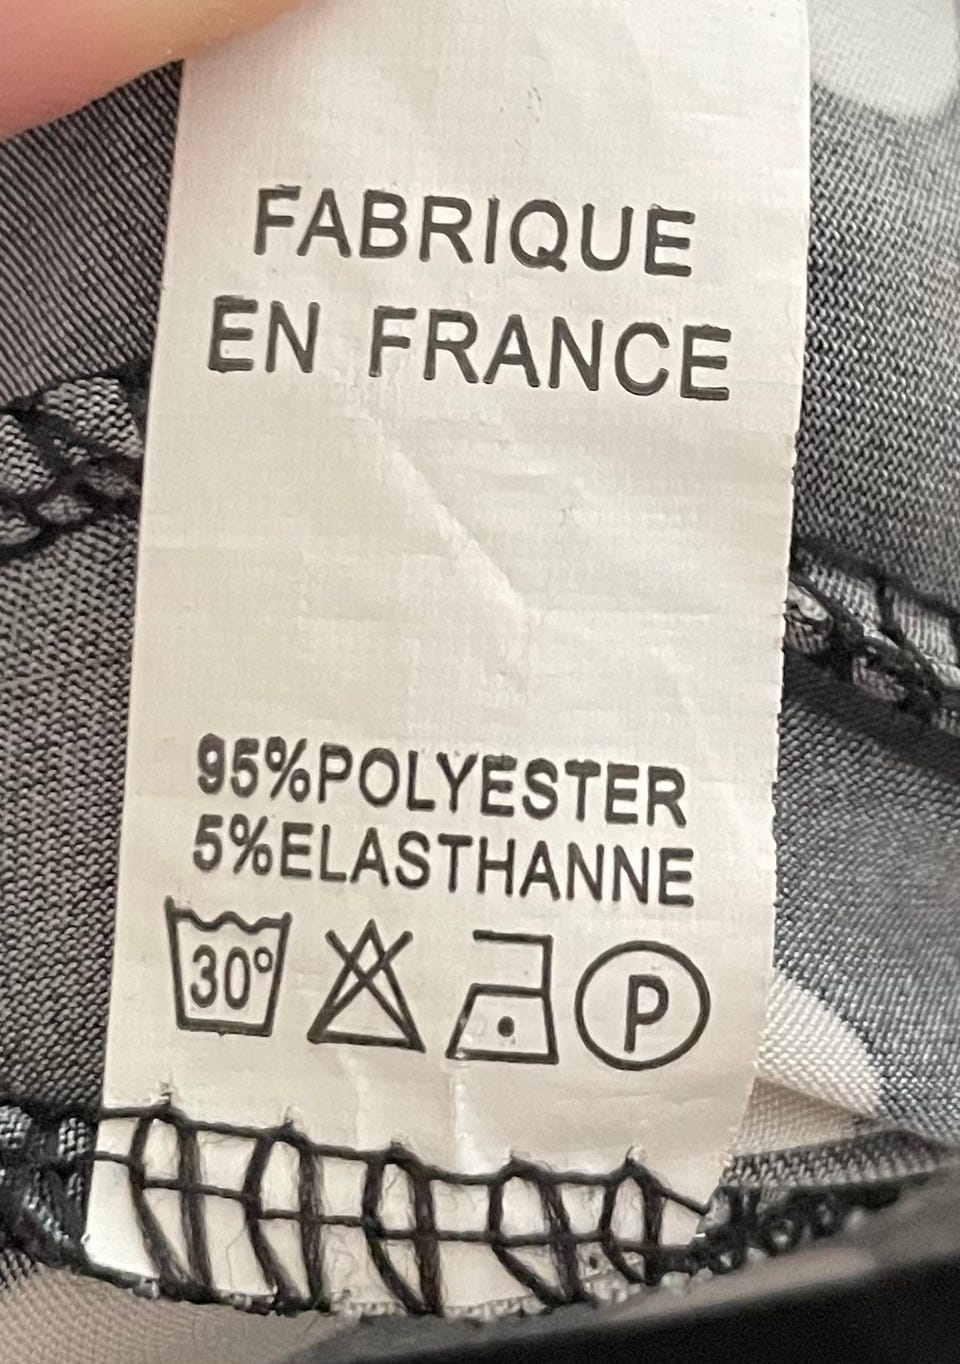 FABRIQUE
EN FRANCE
95%POLYESTER
5%ELASTHANNE
30°
P